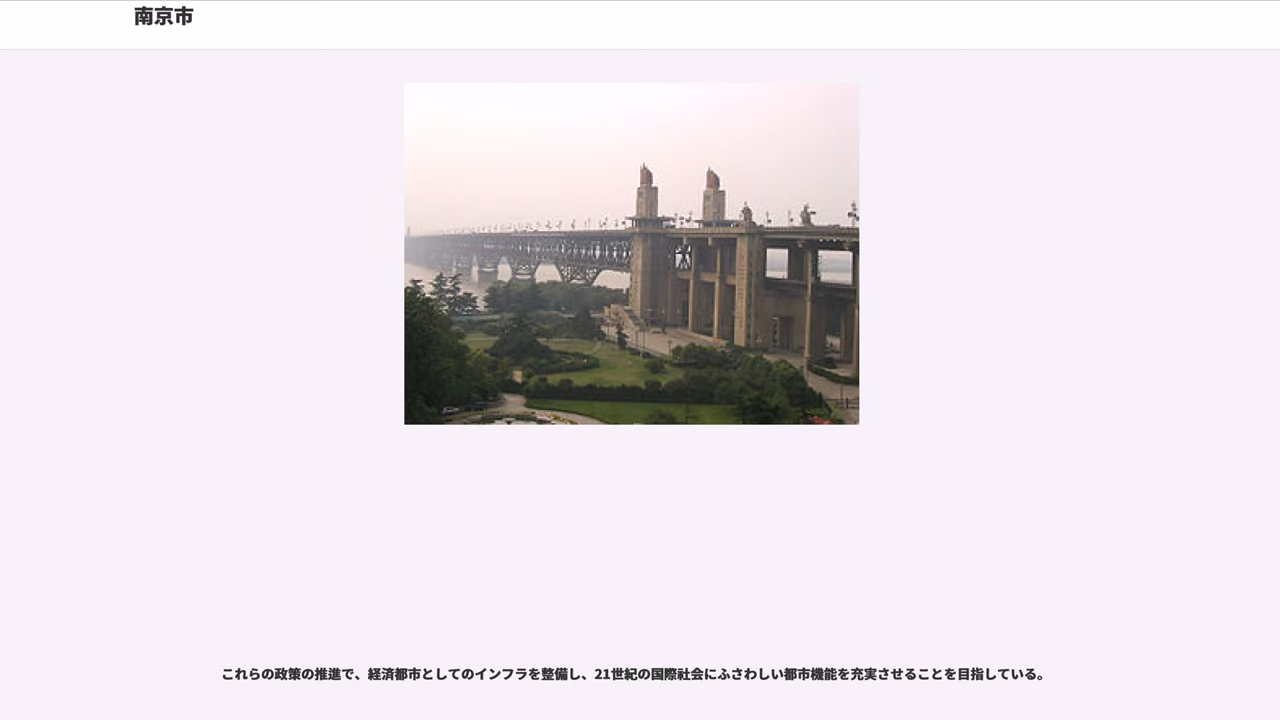 南京市
これらの政策の推進で、経済都市としてのインフラを整備し、21世紀の国際社会にふさわしい都市機能を充実させることを目指している。